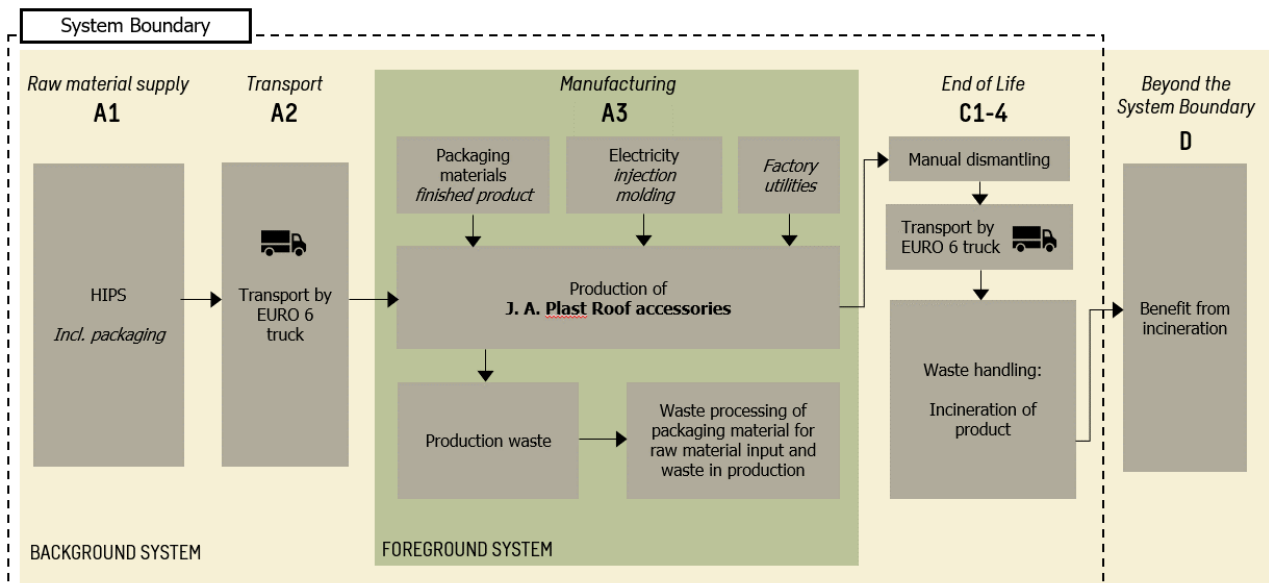 System Boundary
Raw material supply
A1
Transport
A2
Manufacturing
A3
End of Life
C1-4
Beyond the
System Boundary
D
HIPS
Incl. packaging
Transport by
EURO 6
truck
Packaging
materials
finished product
Electricity
injection
molding
Factory
utilities
Production of
J. A. Plast Roof accessories
Production waste
Waste processing of
packaging material for
raw material input and
waste in production
Manual dismantling
Transport by
EURO 6 truck
Waste handling:
Incineration of
product
Benefit from
incineration
BACKGROUND SYSTEM
FOREGROUND SYSTEM